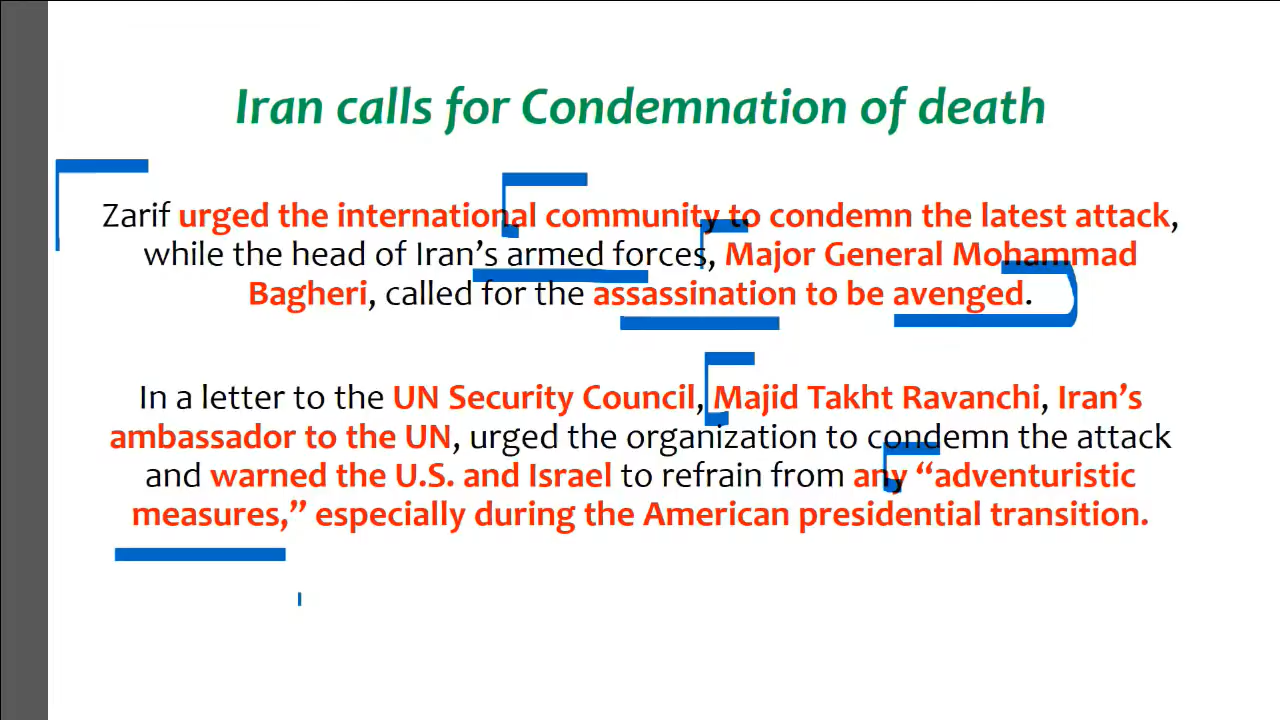 Iran calls for Condemnation of death
Zarif urged the international community to condemn the latest attack,
while the head of Iran’s armed forces, Major General Mohammad
Bagheri, called for the assassination to be avenged.
In a letter to the UN Security Council, Majid Takht Ravanchi, Iran’s
ambassador to the UN, urged the organization to condemn the attack
and warned the U.S. and Israel to refrain from any “adventuristic
measures,” especially during the American presidential transition.